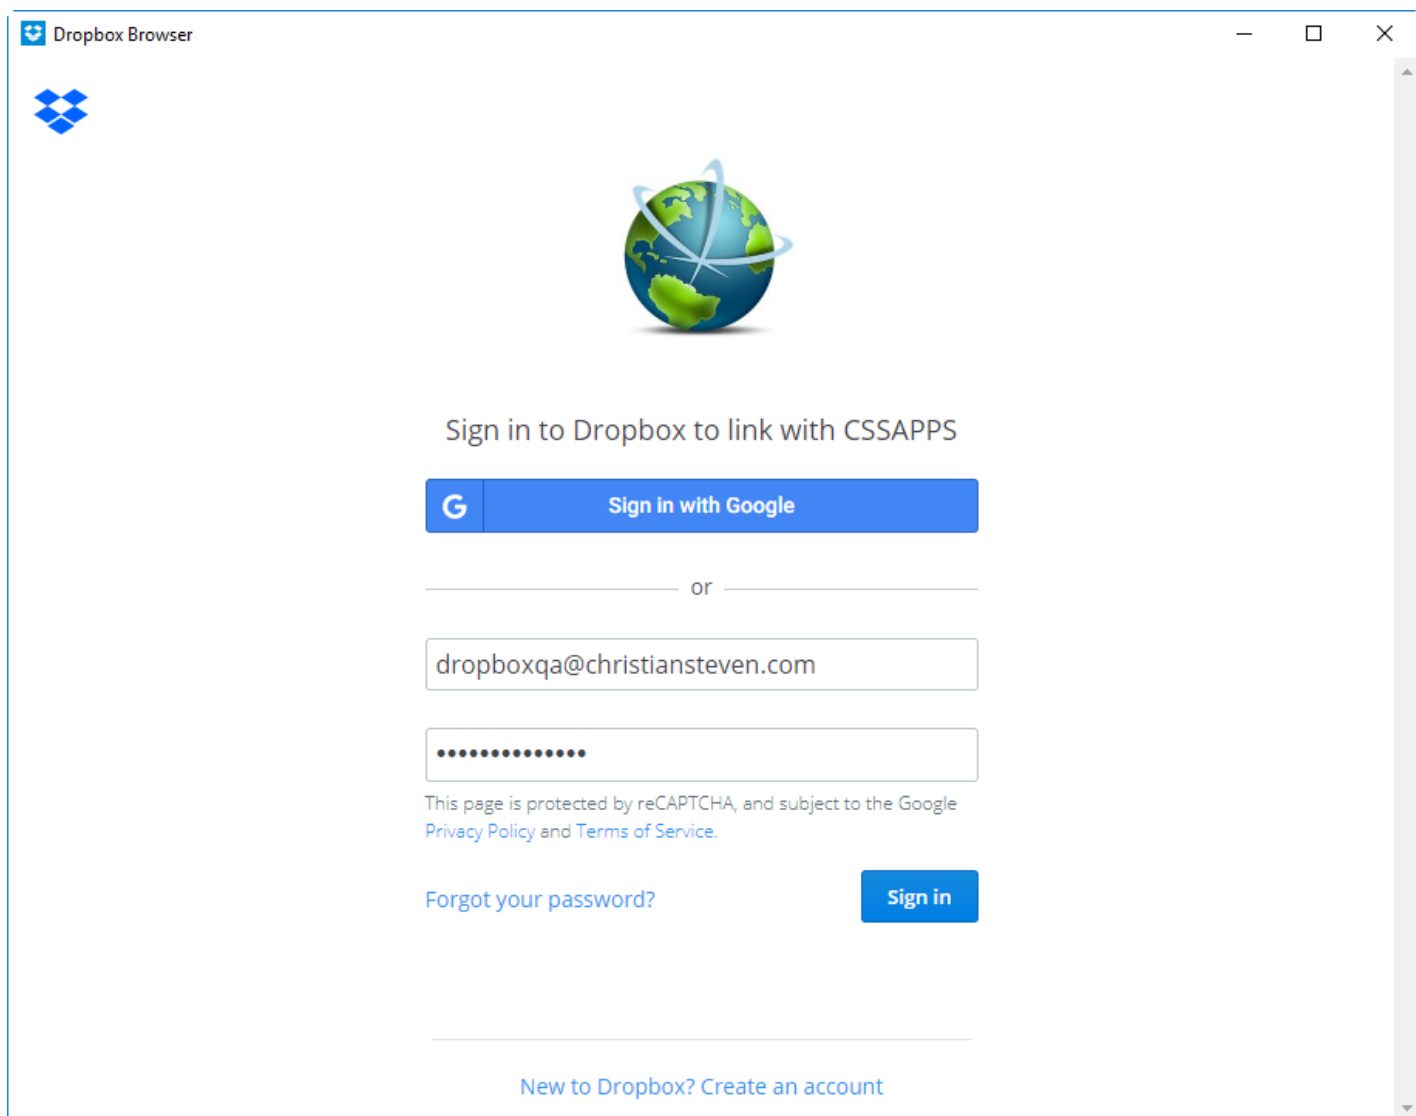 Dropbox Browser
Sign in to Dropbox to link with CSSAPPS
G Sign in with Google
or
dropboxqa@christiansteven.com
••••••••••••••
This page is protected by reCAPTCHA, and subject to the Google
Privacy Policy and Terms of Service.
Forgot your password? Sign in
New to Dropbox? Create an account